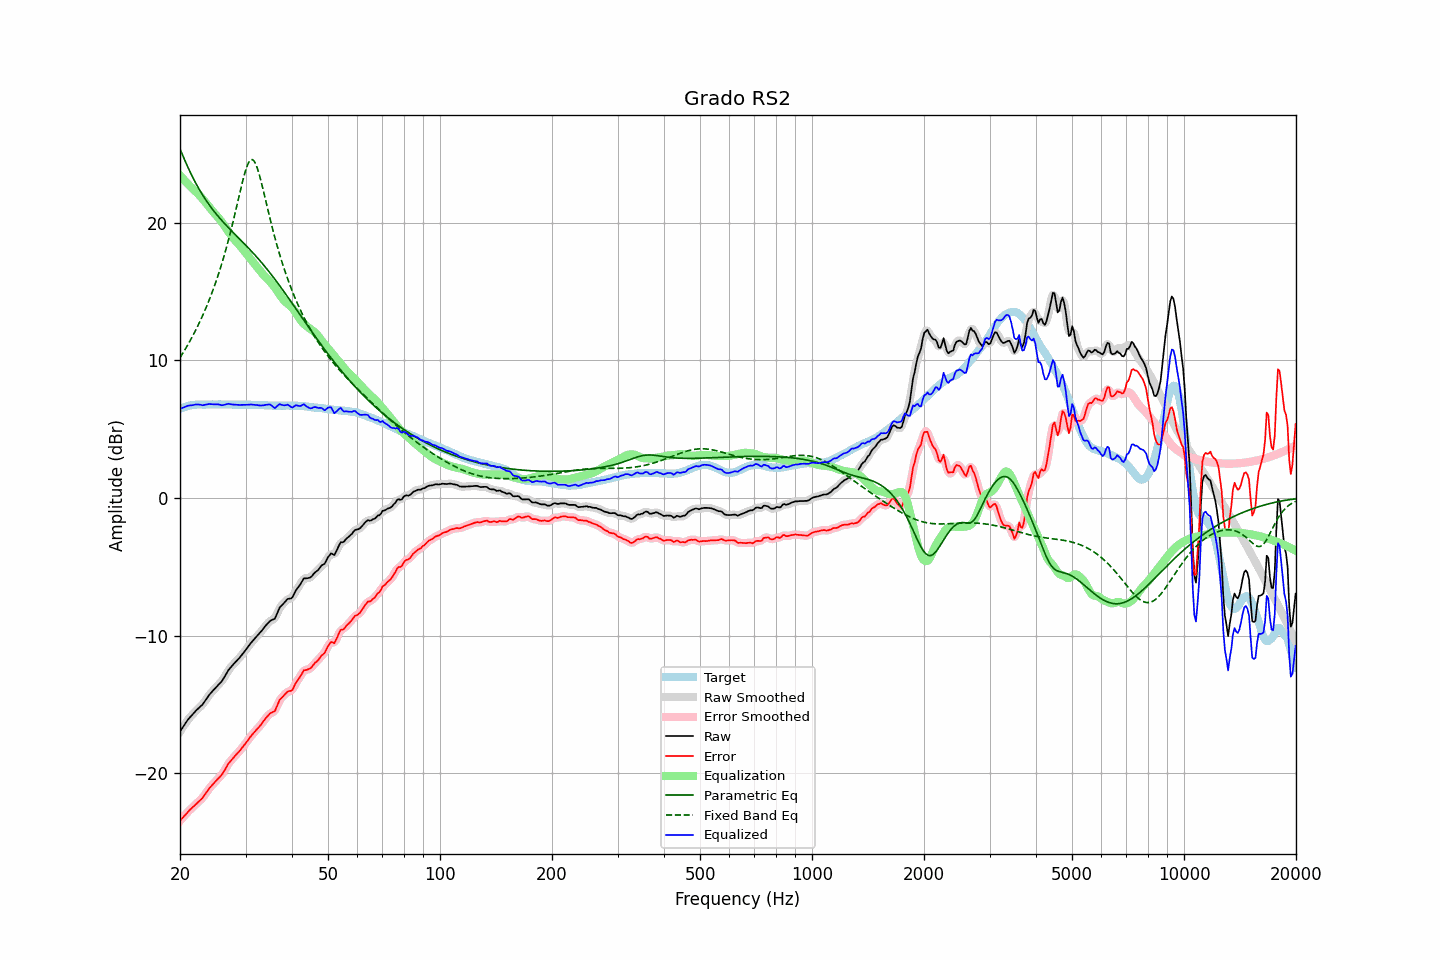 Grado RS2
Amplitude (dBr)
20
10
0
−10
−20
Target
Raw Smoothed
Error Smoothed
Raw
Error
Equalization
Parametric Eq
Fixed Band Eq
Equalized
20 50 100 200 500 1000 2000 5000 10000 20000
Frequency (Hz)